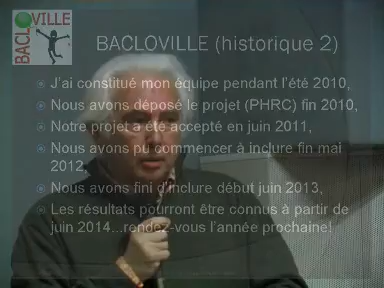 BACLOVILLE
BACLOVILLE (historique 2)
J'ai constitué mon équipe pendant l'été 2010,
Nous avons déposé le projet (PHRC) fin 2010,
Notre projet a été accepté en juin 2011,
Nous avons pu commencer à inclure fin mai
2012,
Nous avons fini d'inclure début juin 2013,
Les résultats pourront être connus à partir de
juin 2014...rendez-vous l'année prochaine!